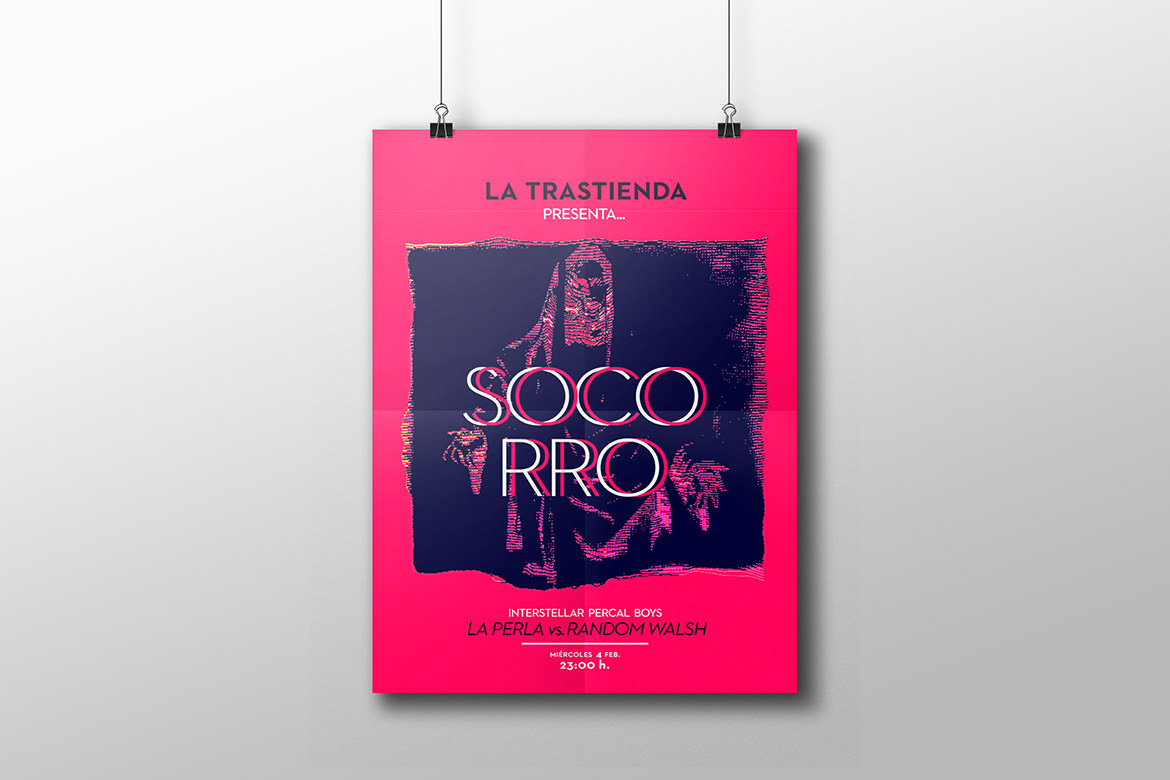 LA TRASTIENDA
PRESENTA...
SOCO
RRO
INTERSTELLAR PERCAL BOYS
LA PERLA vs. RANDOM WALSH
MIÉRCOLES 4 FEB.
23:00 h.